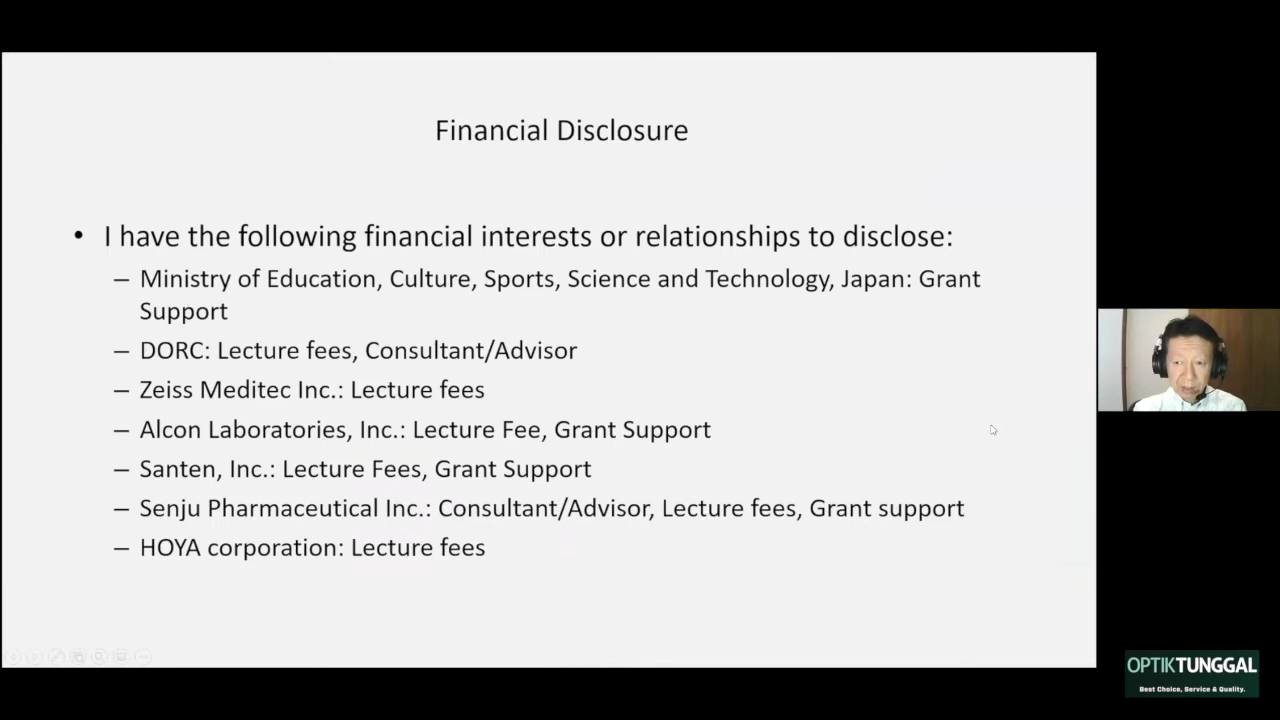 Financial Disclosure
• I have the following financial interests or relationships to disclose:
– Ministry of Education, Culture, Sports, Science and Technology, Japan: Grant
Support
– DORC: Lecture fees, Consultant/Advisor
– Zeiss Meditec Inc.: Lecture fees
– Alcon Laboratories, Inc.: Lecture Fee, Grant Support
– Santen, Inc.: Lecture Fees, Grant Support
– Senju Pharmaceutical Inc.: Consultant/Advisor, Lecture fees, Grant support
– HOYA corporation: Lecture fees
OPTIKTUNGGAL
Best Choice, Service & Quality.